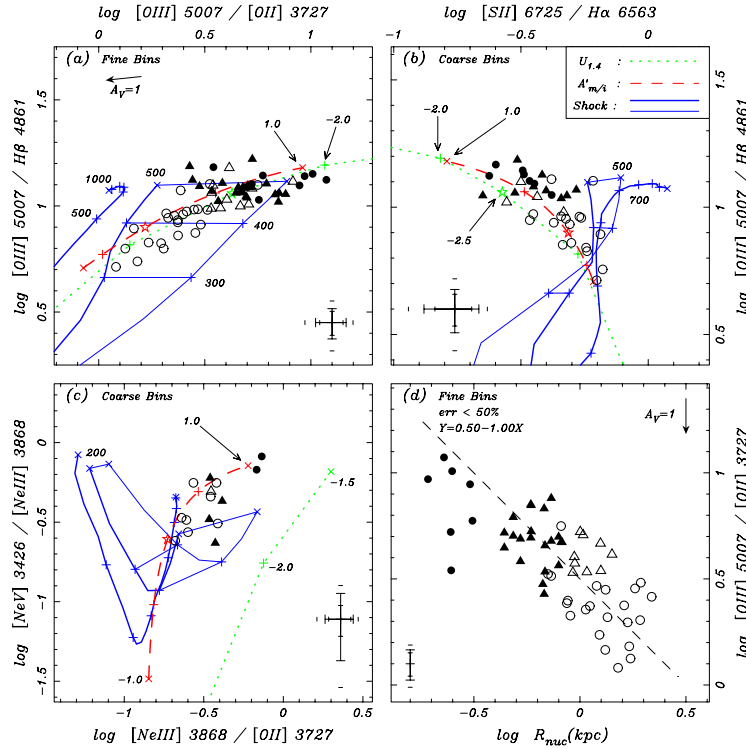 log [OIII] 5007 / [OII] 3727
log [SII] 6725 / Hα 6563
0 0.5 1
−1 −0.5 0
(a) Fine Bins
A_V=1
1.0
−2.0
1000
500
500
400
300
log [OIII] 5007 / Hβ 4861
0.5 1 1.5
(b) Coarse Bins
U_1.4 :
A'_m/i :
Shock :
−2.0
1.0
−2.5
500
700
log [OIII] 5007 / Hβ 4861
0.5 1 1.5
(c) Coarse Bins
200
1.0
−1.5
−2.0
−1.0
log [NeV] 3426 / [NeIII] 3868
0 −0.5 −1 −1.5
(d) Fine Bins
err < 50%
Y=0.50−1.00X
A_V=1
log [OIII] 5007 / [OII] 3727
0 0.5 1
−1 −0.5 0 0.5
−0.5 0 0.5
log [NeIII] 3868 / [OII] 3727
log R_nuc(kpc)